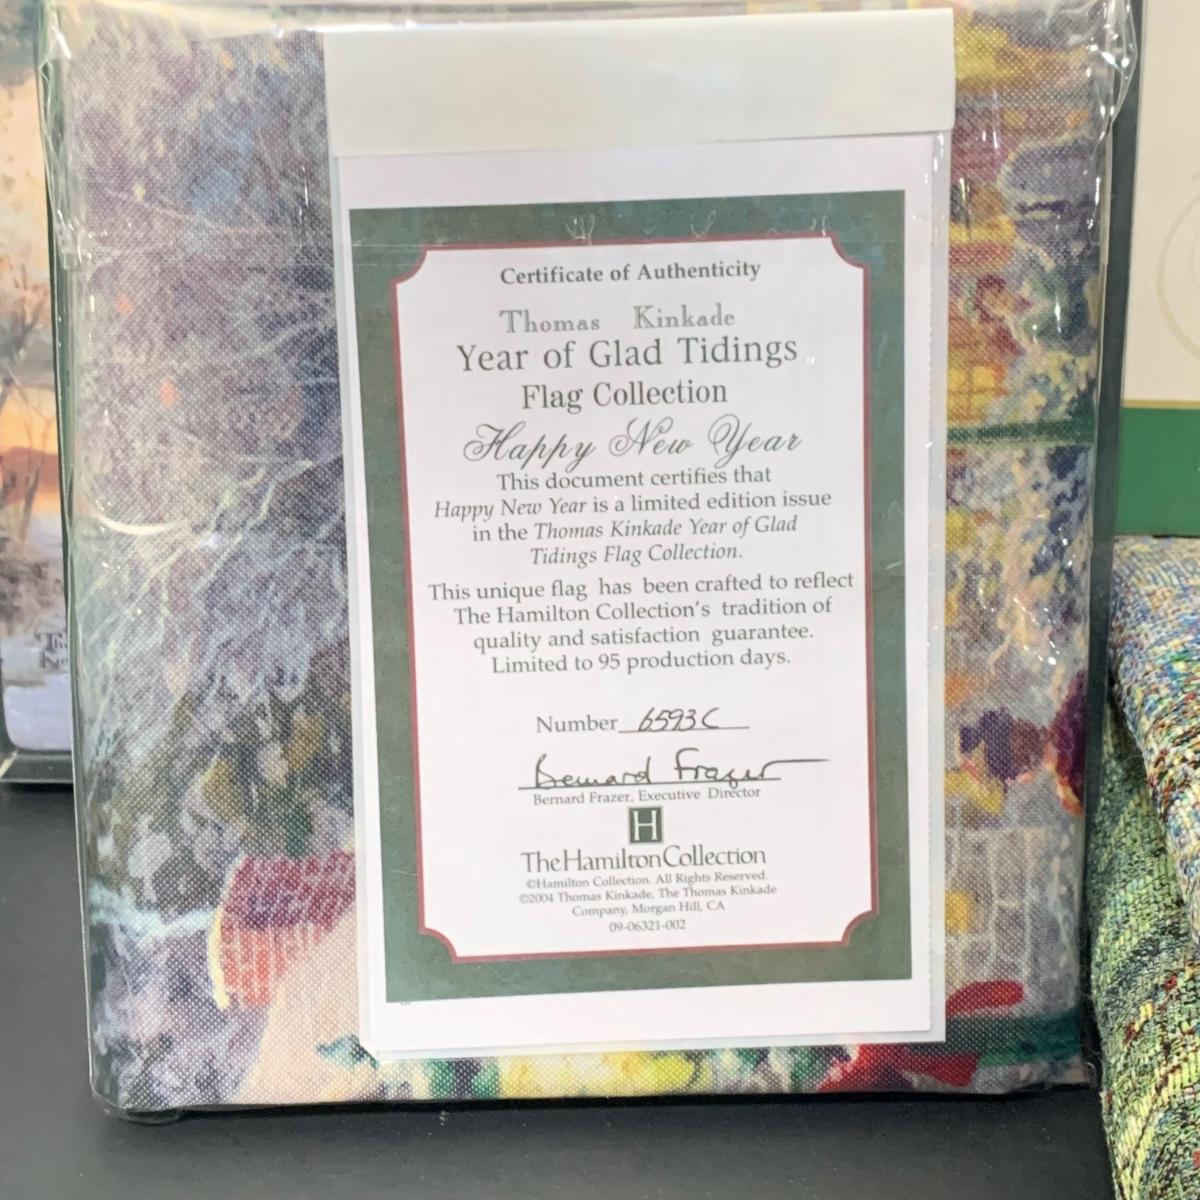 Certificate of Authenticity
Thomas Kinkade
Year of Glad Tidings
Flag Collection
Happy New Year
This document certifies that
Happy New Year is a limited edition issue
in the Thomas Kinkade Year of Glad
Tidings Flag Collection.
This unique flag has been crafted to reflect
The Hamilton Collection's tradition of
quality and satisfaction guarantee.
Limited to 95 production days.
Number 6593C
Bernard Frazer
Bernard Frazer, Executive Director
H
The Hamilton Collection
©Hamilton Collection. All Rights Reserved.
©2004 Thomas Kinkade, The Thomas Kinkade
Company, Morgan Hill, CA
09-06321-002